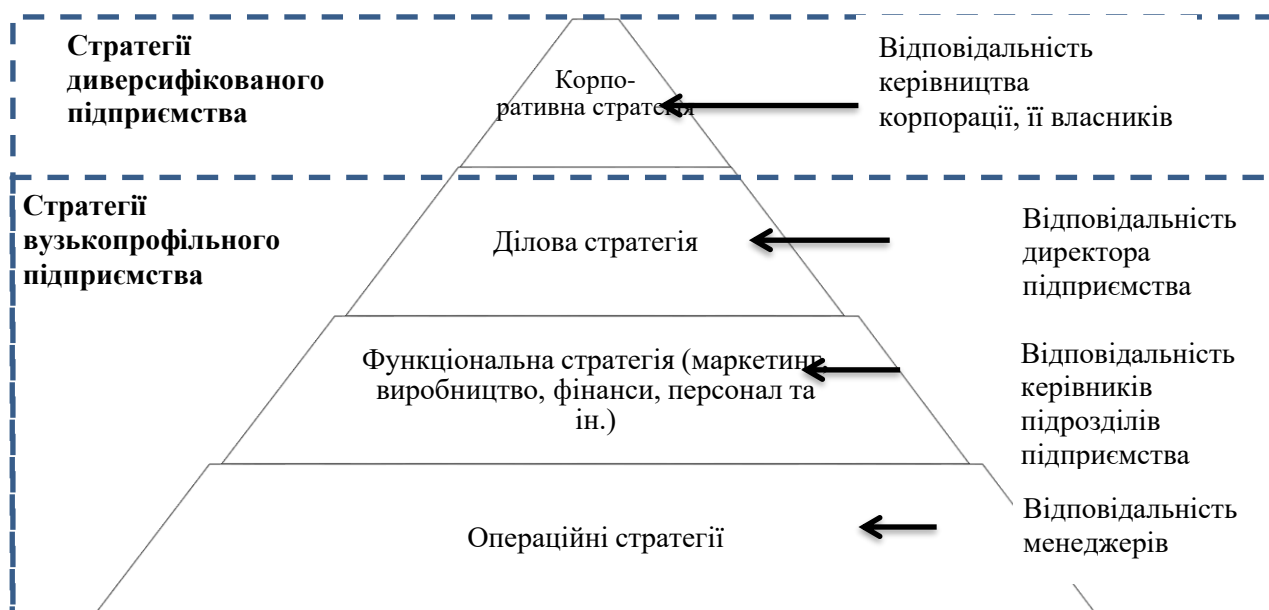 Стратегії
диверсифікованого
підприємства
Корпо-
ративна стратегія
Відповідальність
керівництва
корпорації, її власників
Стратегії
вузькопрофільного
підприємства
Ділова стратегія
Відповідальність
директора
підприємства
Функціональна стратегія (маркетинг,
виробництво, фінанси, персонал та
ін.)
Відповідальність
керівників
підрозділів
підприємства
Операційні стратегії
Відповідальність
менеджерів